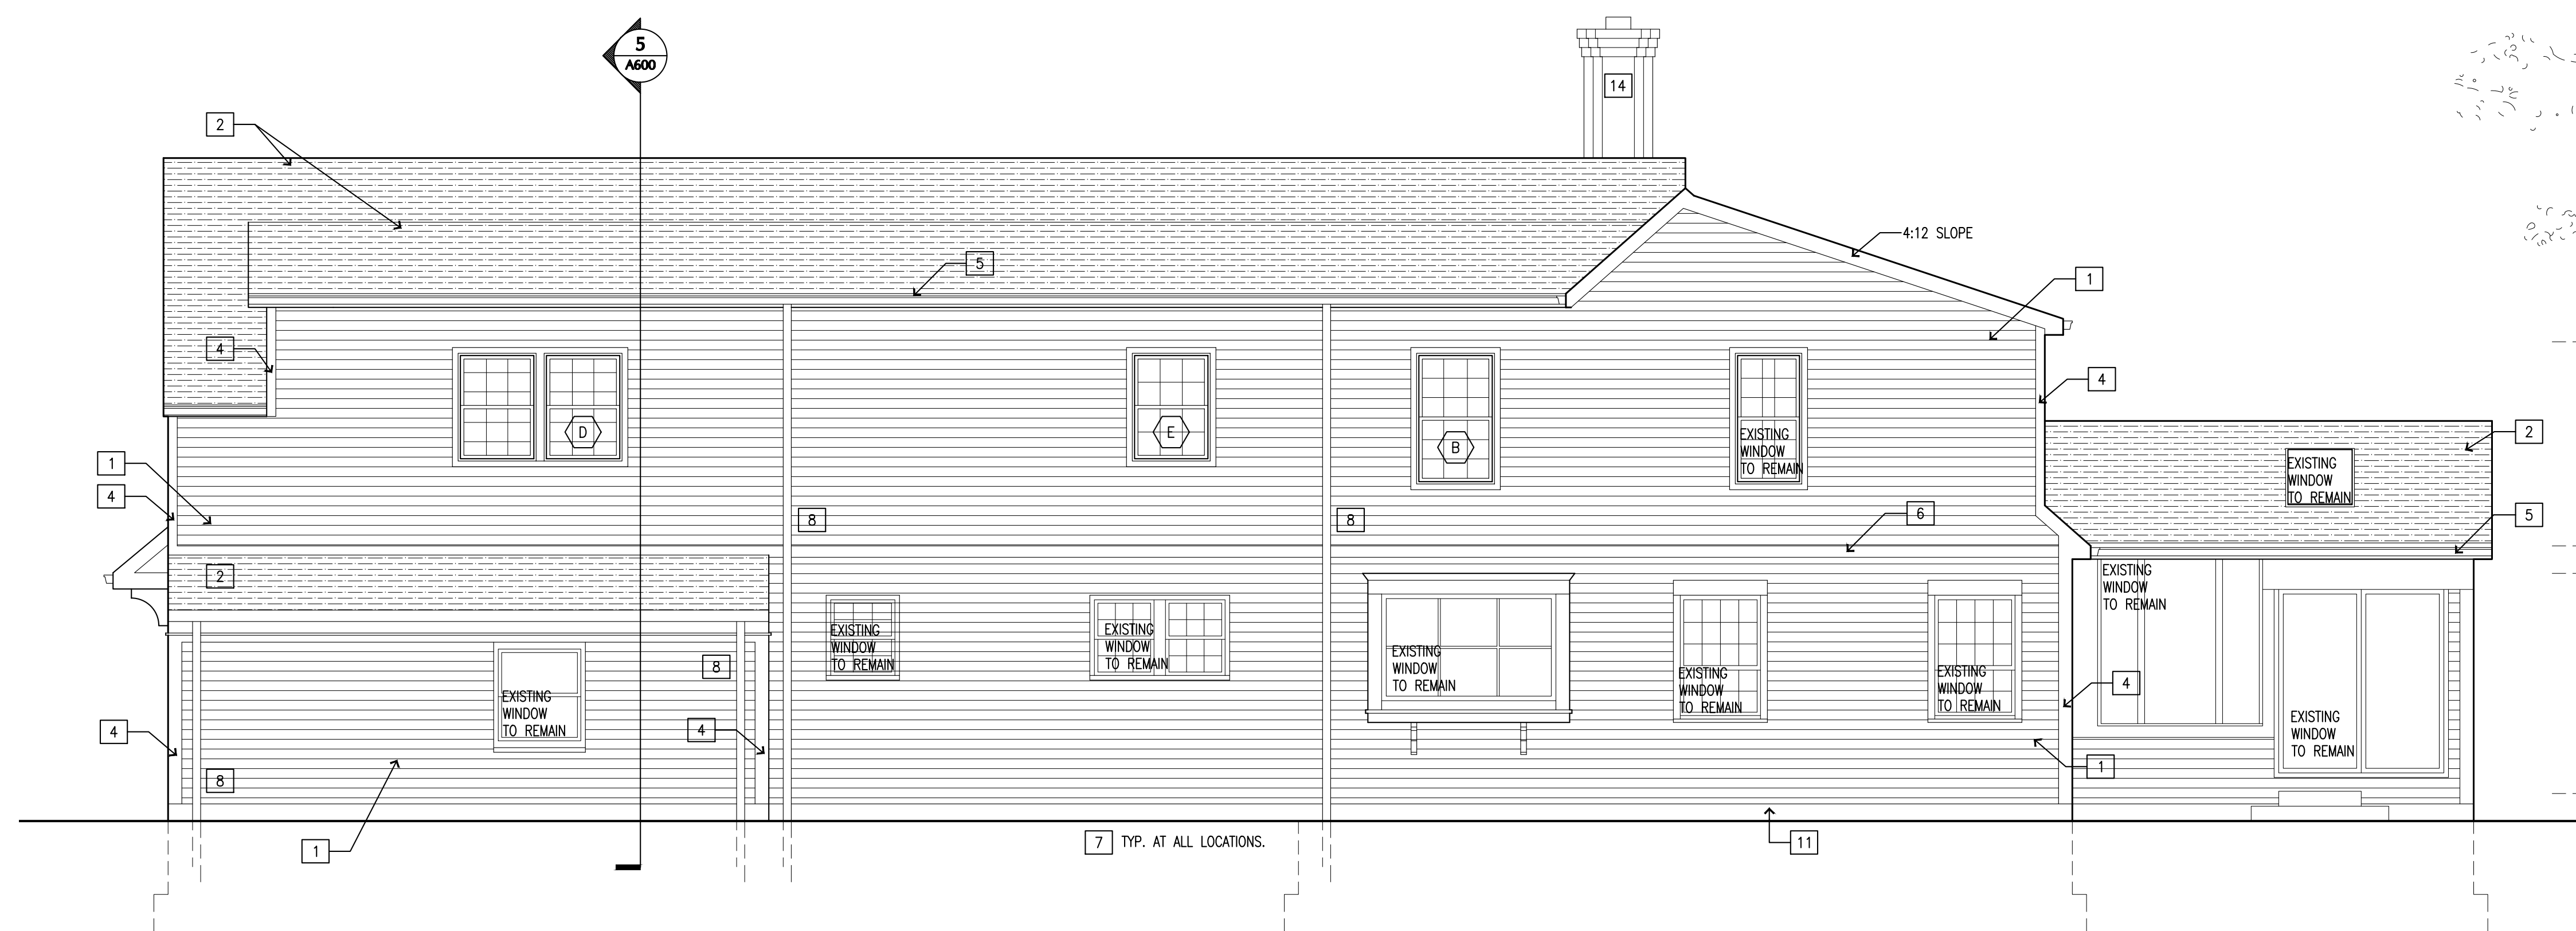 5
A600
14
2
4:12 SLOPE
5
1
4
4
D
E
B
EXISTING
WINDOW
TO REMAIN
2
EXISTING
WINDOW
TO REMAIN
1
4
8
8
6
5
2
EXISTING
WINDOW
TO REMAIN
EXISTING
WINDOW
TO REMAIN
EXISTING
WINDOW
TO REMAIN
EXISTING
WINDOW
TO REMAIN
EXISTING
WINDOW
TO REMAIN
EXISTING
WINDOW
TO REMAIN
8
4
EXISTING
WINDOW
TO REMAIN
EXISTING
WINDOW
TO REMAIN
4
4
8
1
1
7 TYP. AT ALL LOCATIONS.
11